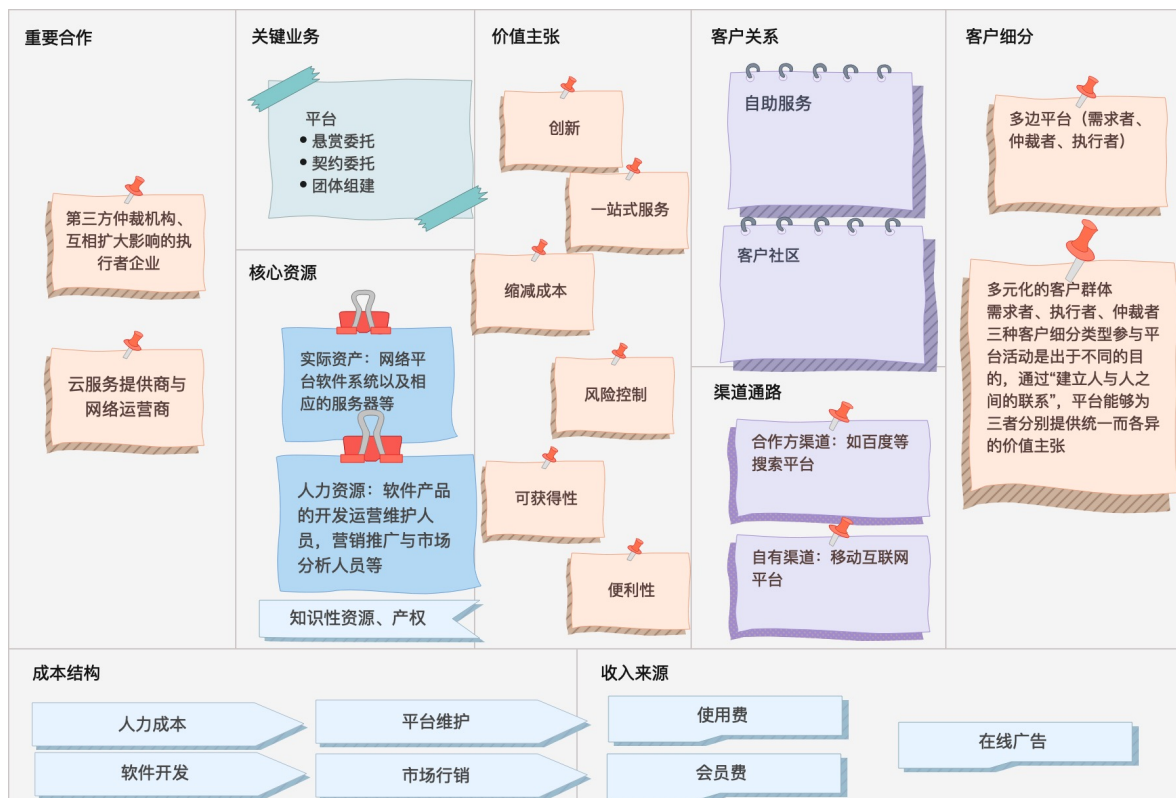 重要合作
第三方仲裁机构、
互相扩大影响的执
行者企业
云服务提供商与
网络运营商
关键业务
平台
• 悬赏委托
• 契约委托
• 团体组建
核心资源
实际资产：网络平
台软件系统以及相
应的服务器等
人力资源：软件产品
的开发运营维护人
员，营销推广与市场
分析人员等
知识性资源、产权
价值主张
创新
一站式服务
缩减成本
风险控制
可获得性
便利性
客户关系
自助服务
客户社区
渠道通路
合作方渠道：如百度等
搜索平台
自有渠道：移动互联网
平台
客户细分
多边平台（需求者、
仲裁者、执行者）
多元化的客户群体
需求者、执行者、仲裁者
三种客户细分类型参与平
台活动是出于不同的目
的，通过“建立人与人之
间的联系”，平台能够为
三者分别提供统一而各异
的价值主张
成本结构
人力成本
平台维护
软件开发
市场行销
收入来源
使用费
会员费
在线广告